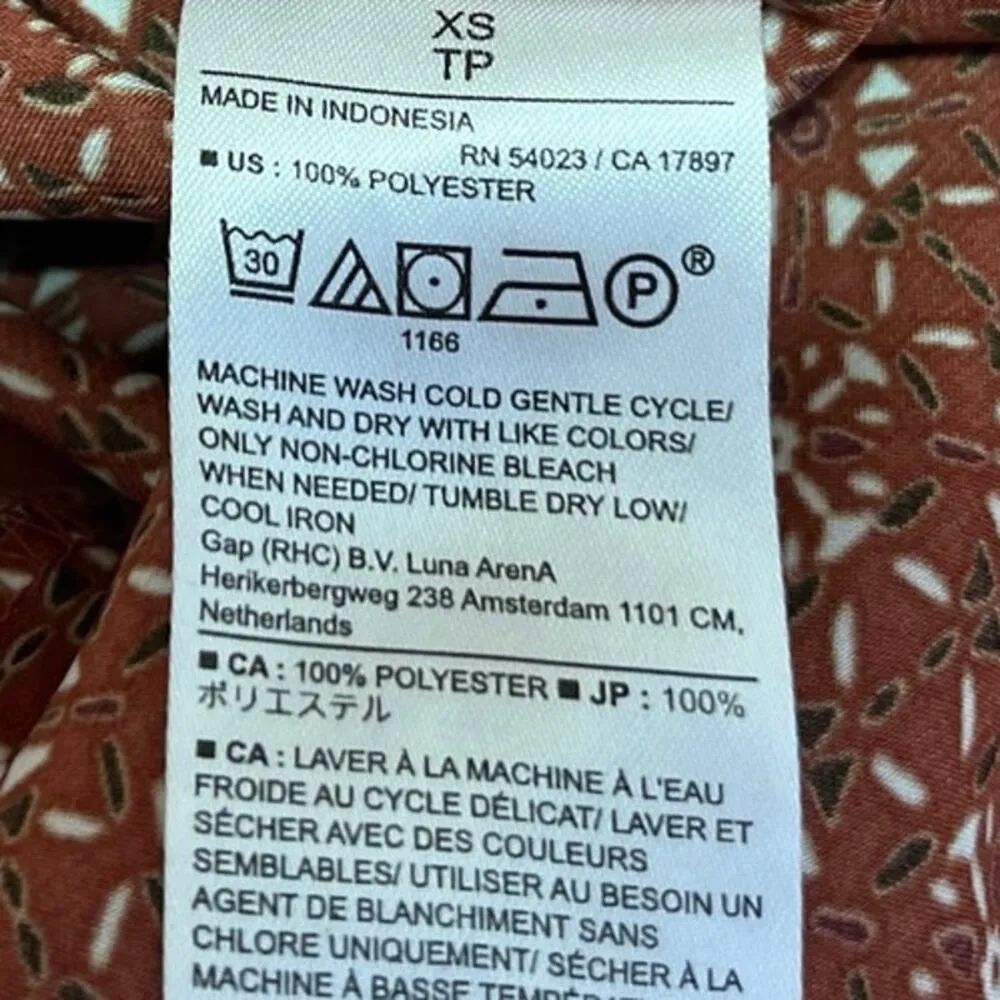 XS
TP
MADE IN INDONESIA
RN 54023 / CA 17897
■ US : 100% POLYESTER
30
P
®
1166
MACHINE WASH COLD GENTLE CYCLE/
WASH AND DRY WITH LIKE COLORS/
ONLY NON-CHLORINE BLEACH
WHEN NEEDED/ TUMBLE DRY LOW/
COOL IRON
Gap (RHC) B.V. Luna ArenA
Herikerbergweg 238 Amsterdam 1101 CM,
Netherlands
■ CA : 100% POLYESTER ■ JP : 100%
ポリエステル
■ CA : LAVER À LA MACHINE À L'EAU
FROIDE AU CYCLE DÉLICAT/ LAVER ET
SÉCHER AVEC DES COULEURS
SEMBLABLES/ UTILISER AU BESOIN UN
AGENT DE BLANCHIMENT SANS
CHLORE UNIQUEMENT/ SÉCHER À LA
MACHINE À BASSE